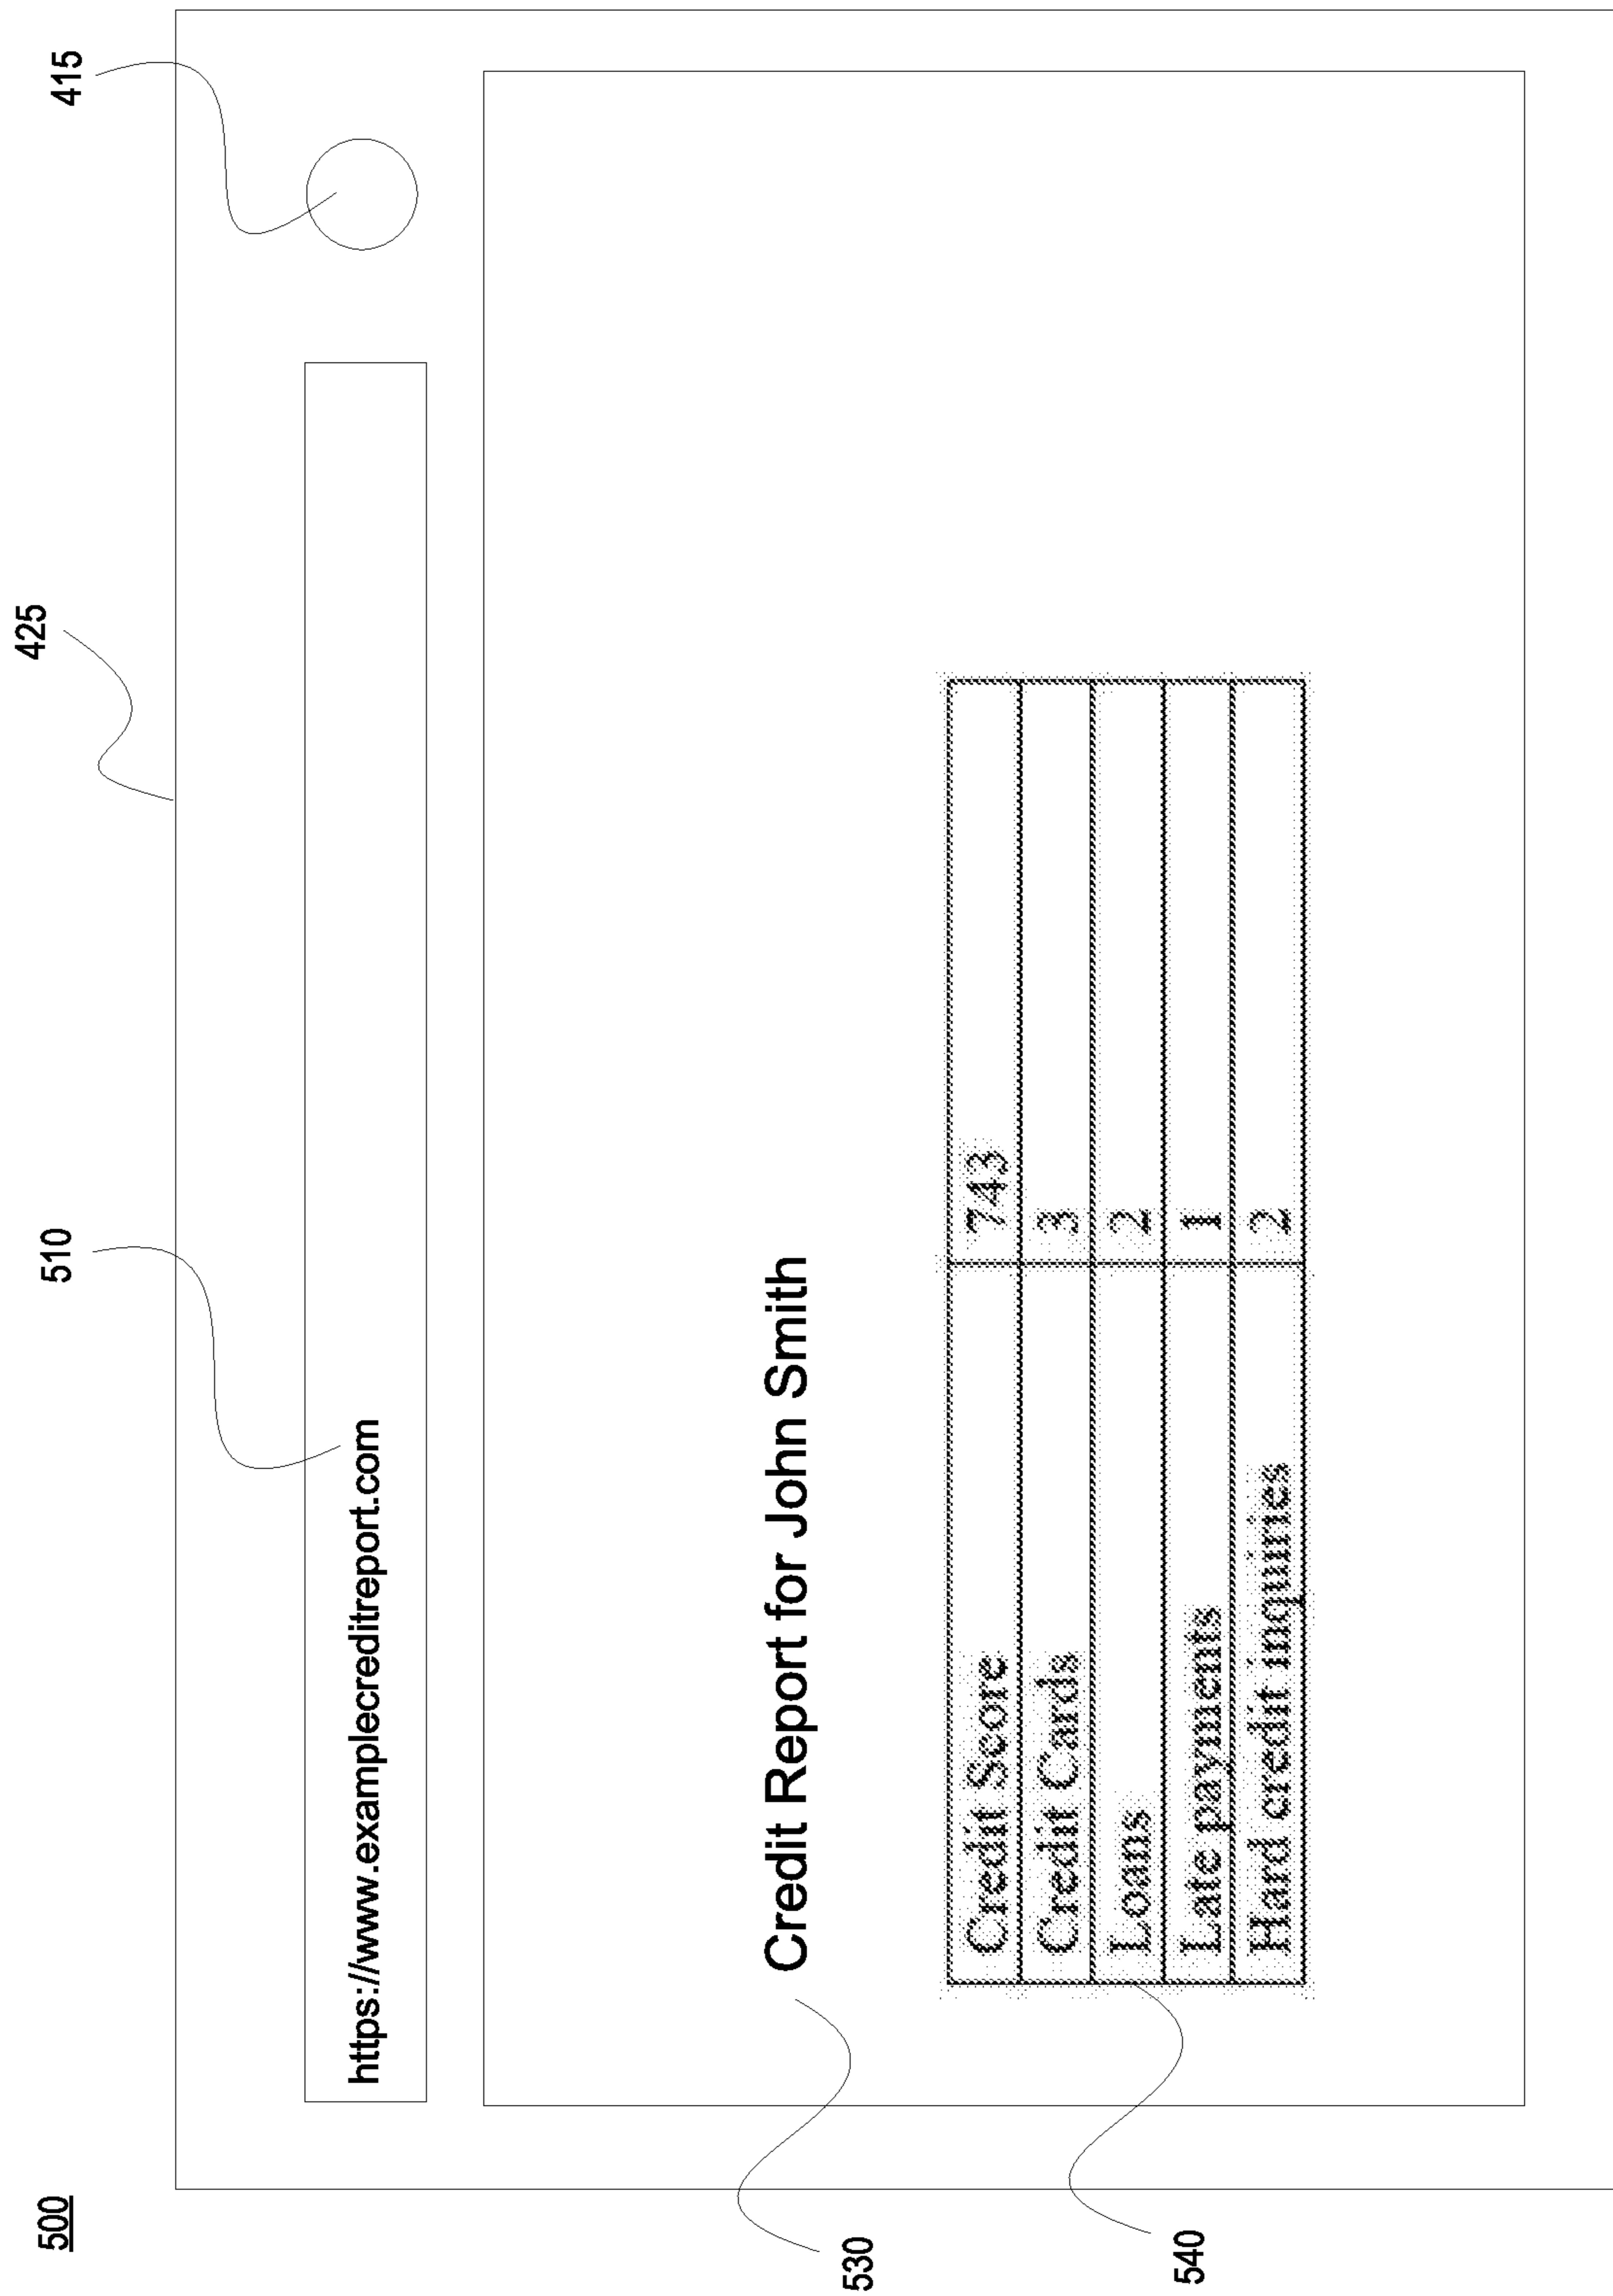 500
425
415
510
https://www.examplecreditreport.com
530
Credit Report for John Smith
540
Credit Score 743
Credit Cards 3
Loans 2
Late payments 1
Hard credit inquiries 2